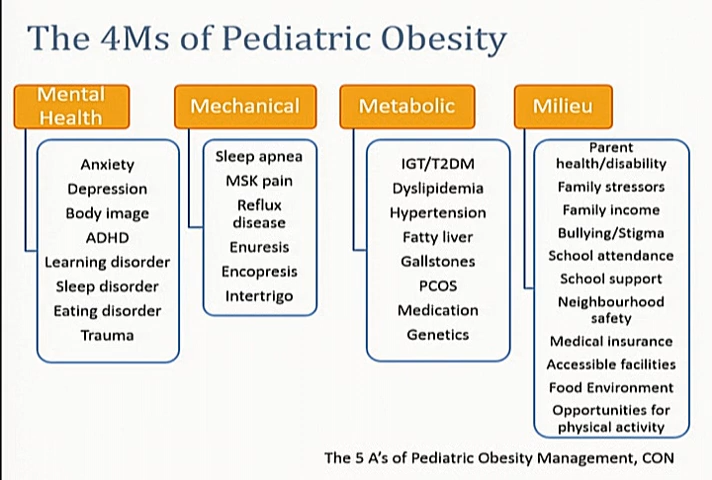 The 4Ms of Pediatric Obesity
Mental
Health
Anxiety
Depression
Body image
ADHD
Learning disorder
Sleep disorder
Eating disorder
Trauma
Mechanical
Sleep apnea
MSK pain
Reflux
disease
Enuresis
Encopresis
Intertrigo
Metabolic
IGT/T2DM
Dyslipidemia
Hypertension
Fatty liver
Gallstones
PCOS
Medication
Genetics
Milieu
Parent
health/disability
Family stressors
Family income
Bullying/Stigma
School attendance
School support
Neighbourhood
safety
Medical insurance
Accessible facilities
Food Environment
Opportunities for
physical activity
The 5 A's of Pediatric Obesity Management, CON